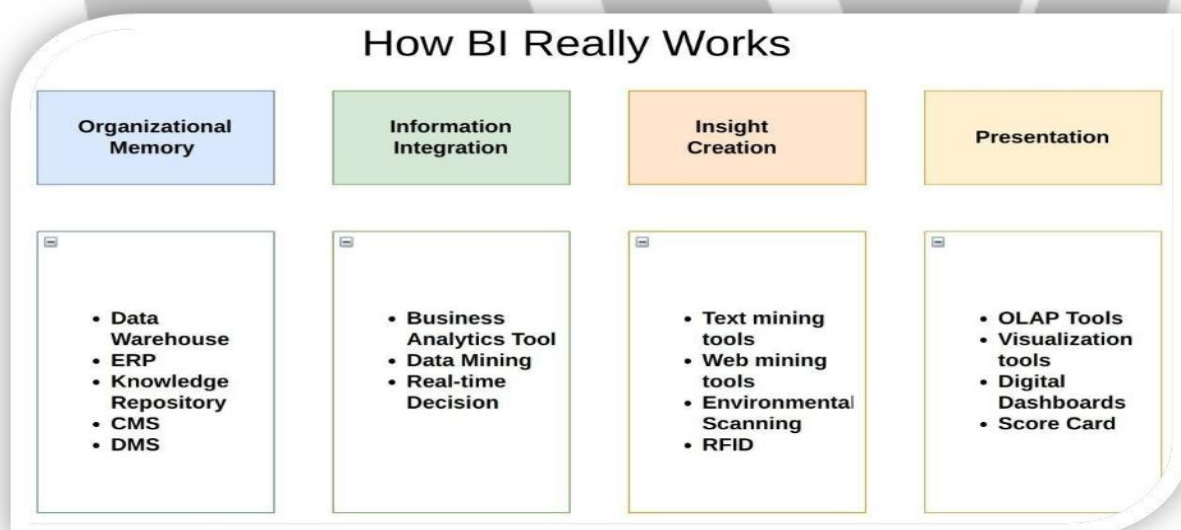 How BI Really Works
Organizational
Memory
Information
Integration
Insight
Creation
Presentation
• Data
Warehouse
• ERP
• Knowledge
Repository
• CMS
• DMS
• Business
Analytics Tool
• Data Mining
• Real-time
Decision
• Text mining
tools
• Web mining
tools
• Environmental
Scanning
• RFID
• OLAP Tools
• Visualization
tools
• Digital
Dashboards
• Score Card